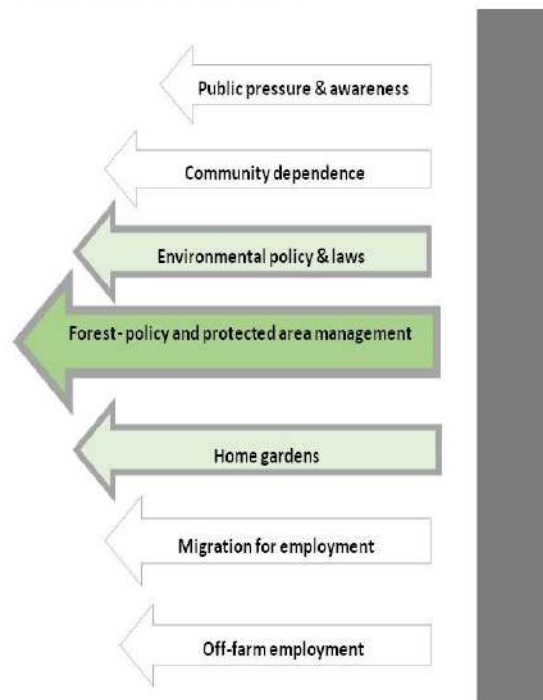 Public pressure & awareness
Community dependence
Environmental policy & laws
Forest- policy and protected area management
Home gardens
Migration for employment
Off-farm employment